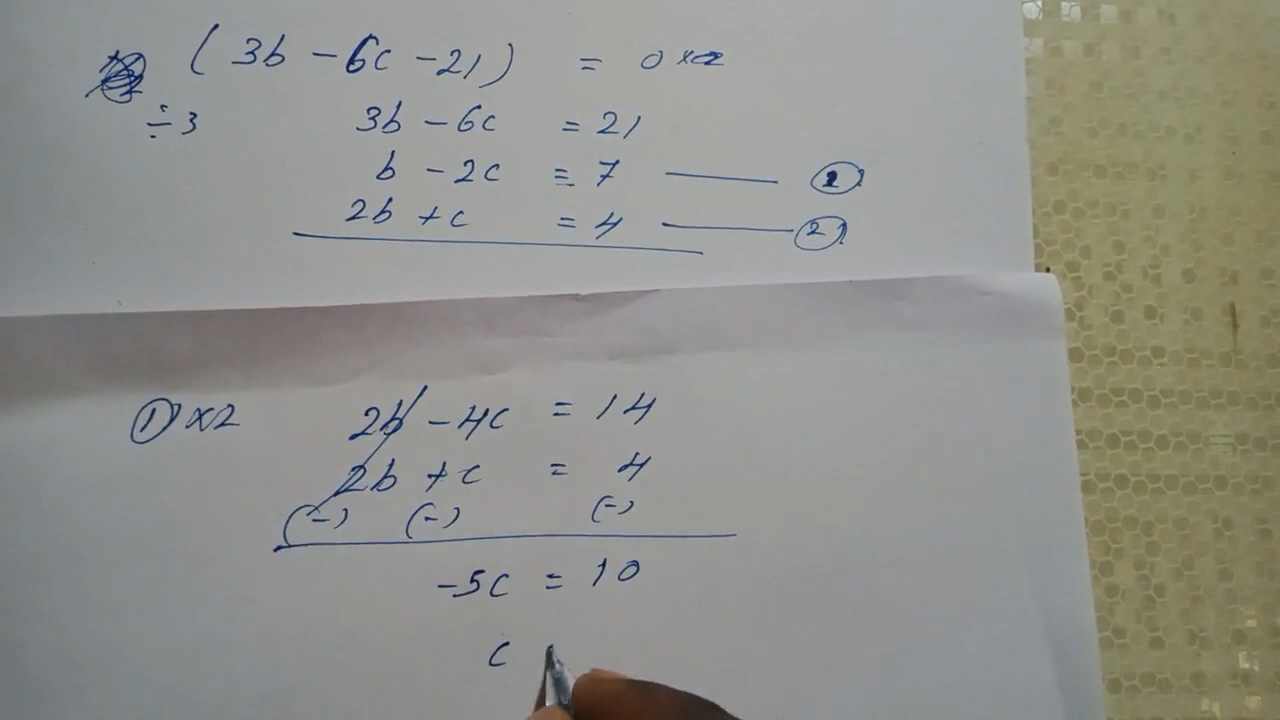 (3b - 6c - 21) = 0
÷3 3b - 6c = 21
b - 2c = 7 —— ①
2b + c = 4 —— ②
① ×2 2b - 4c = 14
2b + c = 4
(-) (-) (-)
-5c = 10
c